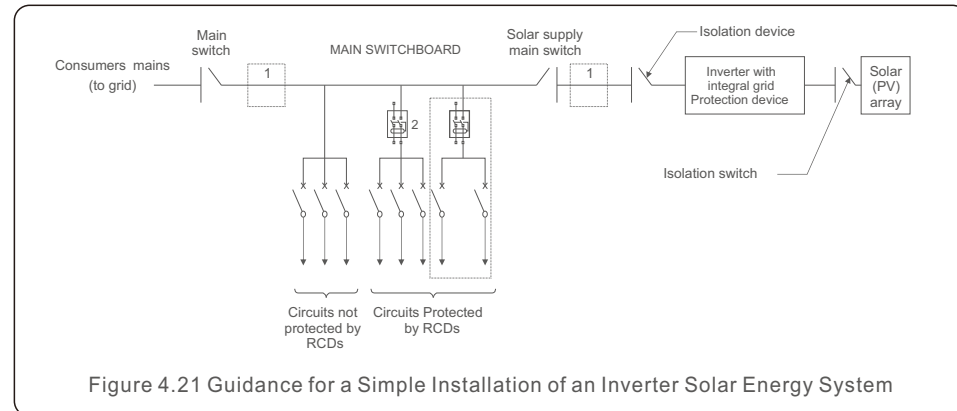 Main
switch
MAIN SWITCHBOARD
Solar supply
main switch
Isolation device
Consumers mains
(to grid)
1
1
Inverter with
integral grid
Protection device
Solar
(PV)
array
2
Isolation switch
Circuits not
protected by
RCDs
Circuits Protected
by RCDs
Figure 4.21 Guidance for a Simple Installation of an Inverter Solar Energy System